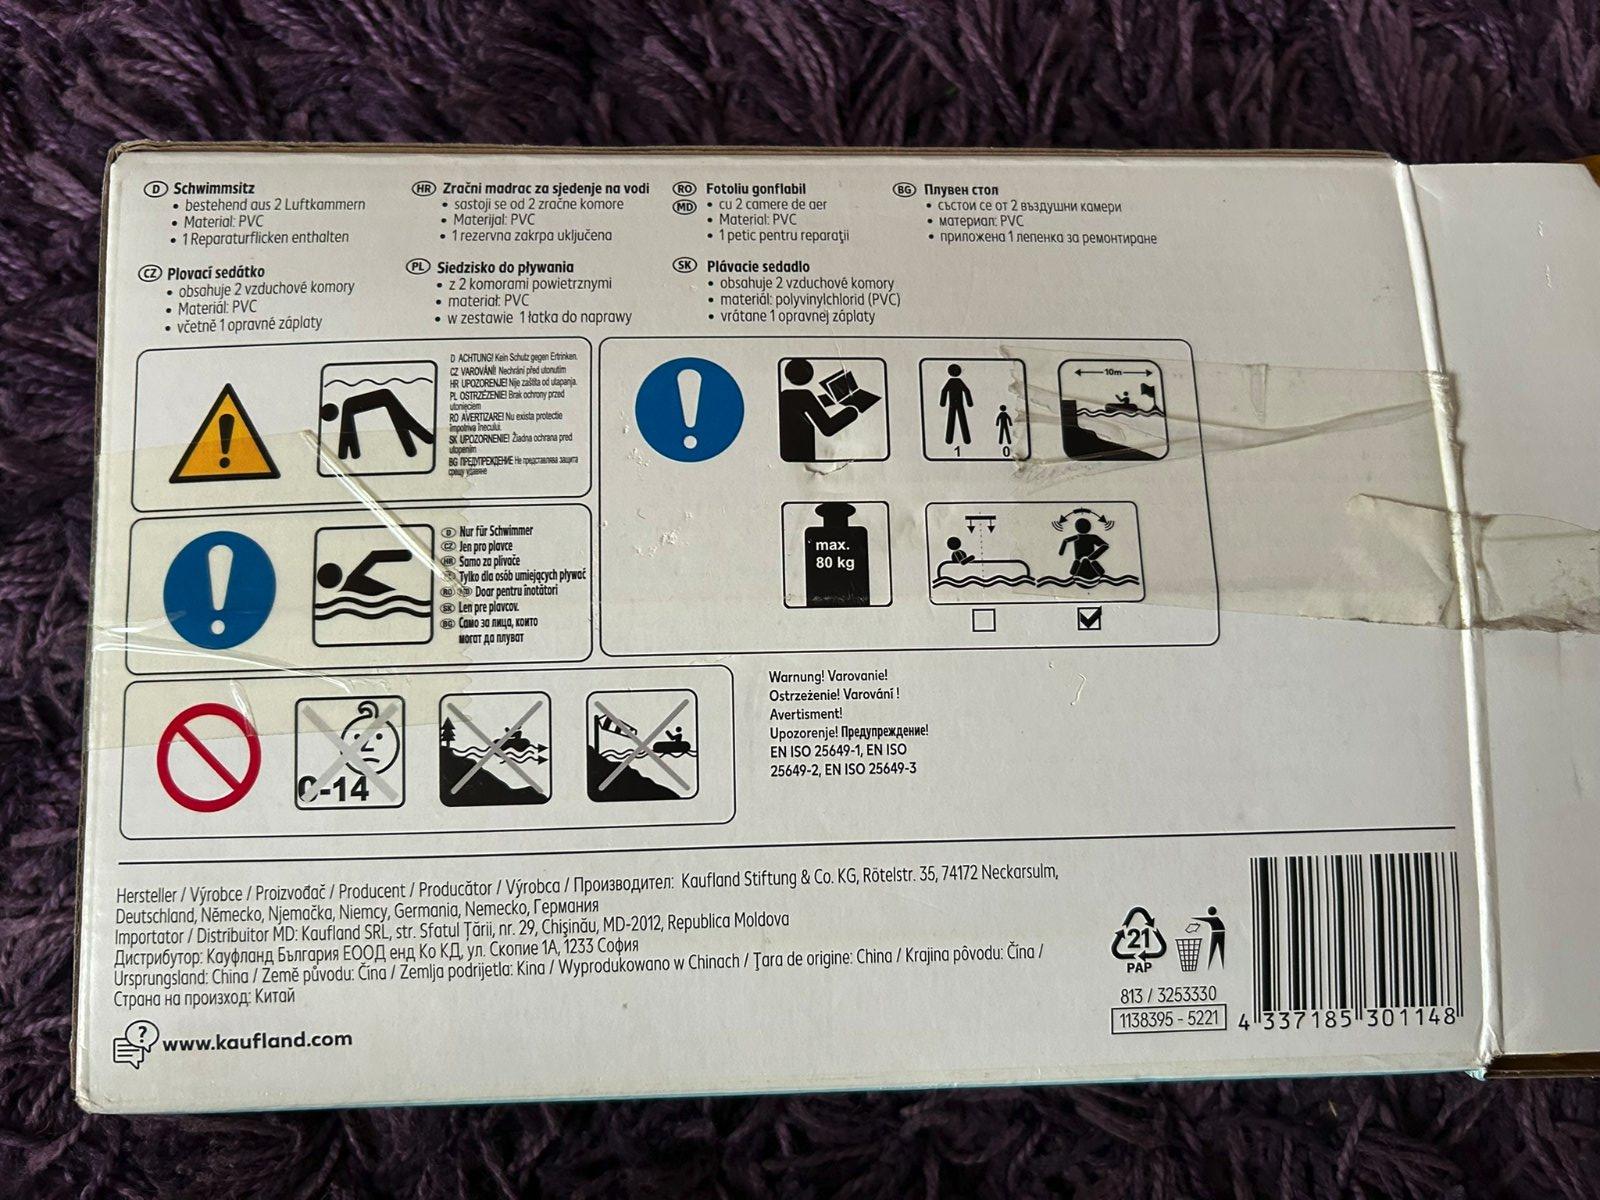 D Schwimmsitz
• bestehend aus 2 Luftkammern
• Material: PVC
• 1 Reparaturflicken enthalten
HR Zračni madrac za sjedenje na vodi
• sastoji se od 2 zračne komore
• Materijal: PVC
• 1 rezervna zakrpa uključena
RO MD Fotoliu gonflabil
• cu 2 camere de aer
• Material: PVC
• 1 petic pentru reparaţii
BG Плувен стол
• състои се от 2 въздушни камери
• материал: PVC
• приложена 1 лепенка за ремонтиране
CZ Plovací sedátko
• obsahuje 2 vzduchové komory
• Materiál: PVC
• včetně 1 opravné záplaty
PL Siedzisko do pływania
• z 2 komorami powietrznymi
• materiał: PVC
• w zestawie 1 łatka do naprawy
SK Plávacie sedadlo
• obsahuje 2 vzduchové komory
• materiál: polyvinylchlorid (PVC)
• vrátane 1 opravnej záplaty
D ACHTUNG! Kein Schutz gegen Ertrinken.
CZ VAROVÁNÍ! Nechrání před utonutím
HR UPOZORENJE! Nije zaštita od utapanja.
PL OSTRZEŻENIE! Brak ochrony przed
utonięciem
RO AVERTIZARE! Nu exista protectie
împotriva înecului.
SK UPOZORNENIE! Žiadna ochrana pred
utopením
BG ПРЕДУПРЕЖДЕНИЕ Не представлява защита
срещу удавяне
10m
1 0
max.
80 kg
D Nur für Schwimmer
CZ Jen pro plavce
HR Samo za plivače
Tylko dla osób umiejących pływać
RO MD Doar pentru înotători
SK Len pre plavcov.
BG Само за лица, които
могат да плуват
0-14
Warnung! Varovanie!
Ostrzeżenie! Varování !
Avertisment!
Upozorenje! Предупреждение!
EN ISO 25649-1, EN ISO
25649-2, EN ISO 25649-3
Hersteller / Výrobce / Proizvođač / Producent / Producător / Výrobca / Производител: Kaufland Stiftung & Co. KG, Rötelstr. 35, 74172 Neckarsulm,
Deutschland, Německo, Njemačka, Niemcy, Germania, Nemecko, Германия
Importator / Distribuitor MD: Kaufland SRL, str. Sfatul Ţării, nr. 29, Chişinău, MD-2012, Republica Moldova
Дистрибутор: Кауфланд България ЕООД енд Ко КД, ул. Скопие 1А, 1233 София
Ursprungsland: China / Země původu: Čína / Zemlja podrijetla: Kina / Wyprodukowano w Chinach / Ţara de origine: China / Krajina pôvodu: Čína /
Страна на произход: Китай
www.kaufland.com
21
PAP
813 / 3253330
1138395 - 5221
4 337185 301148